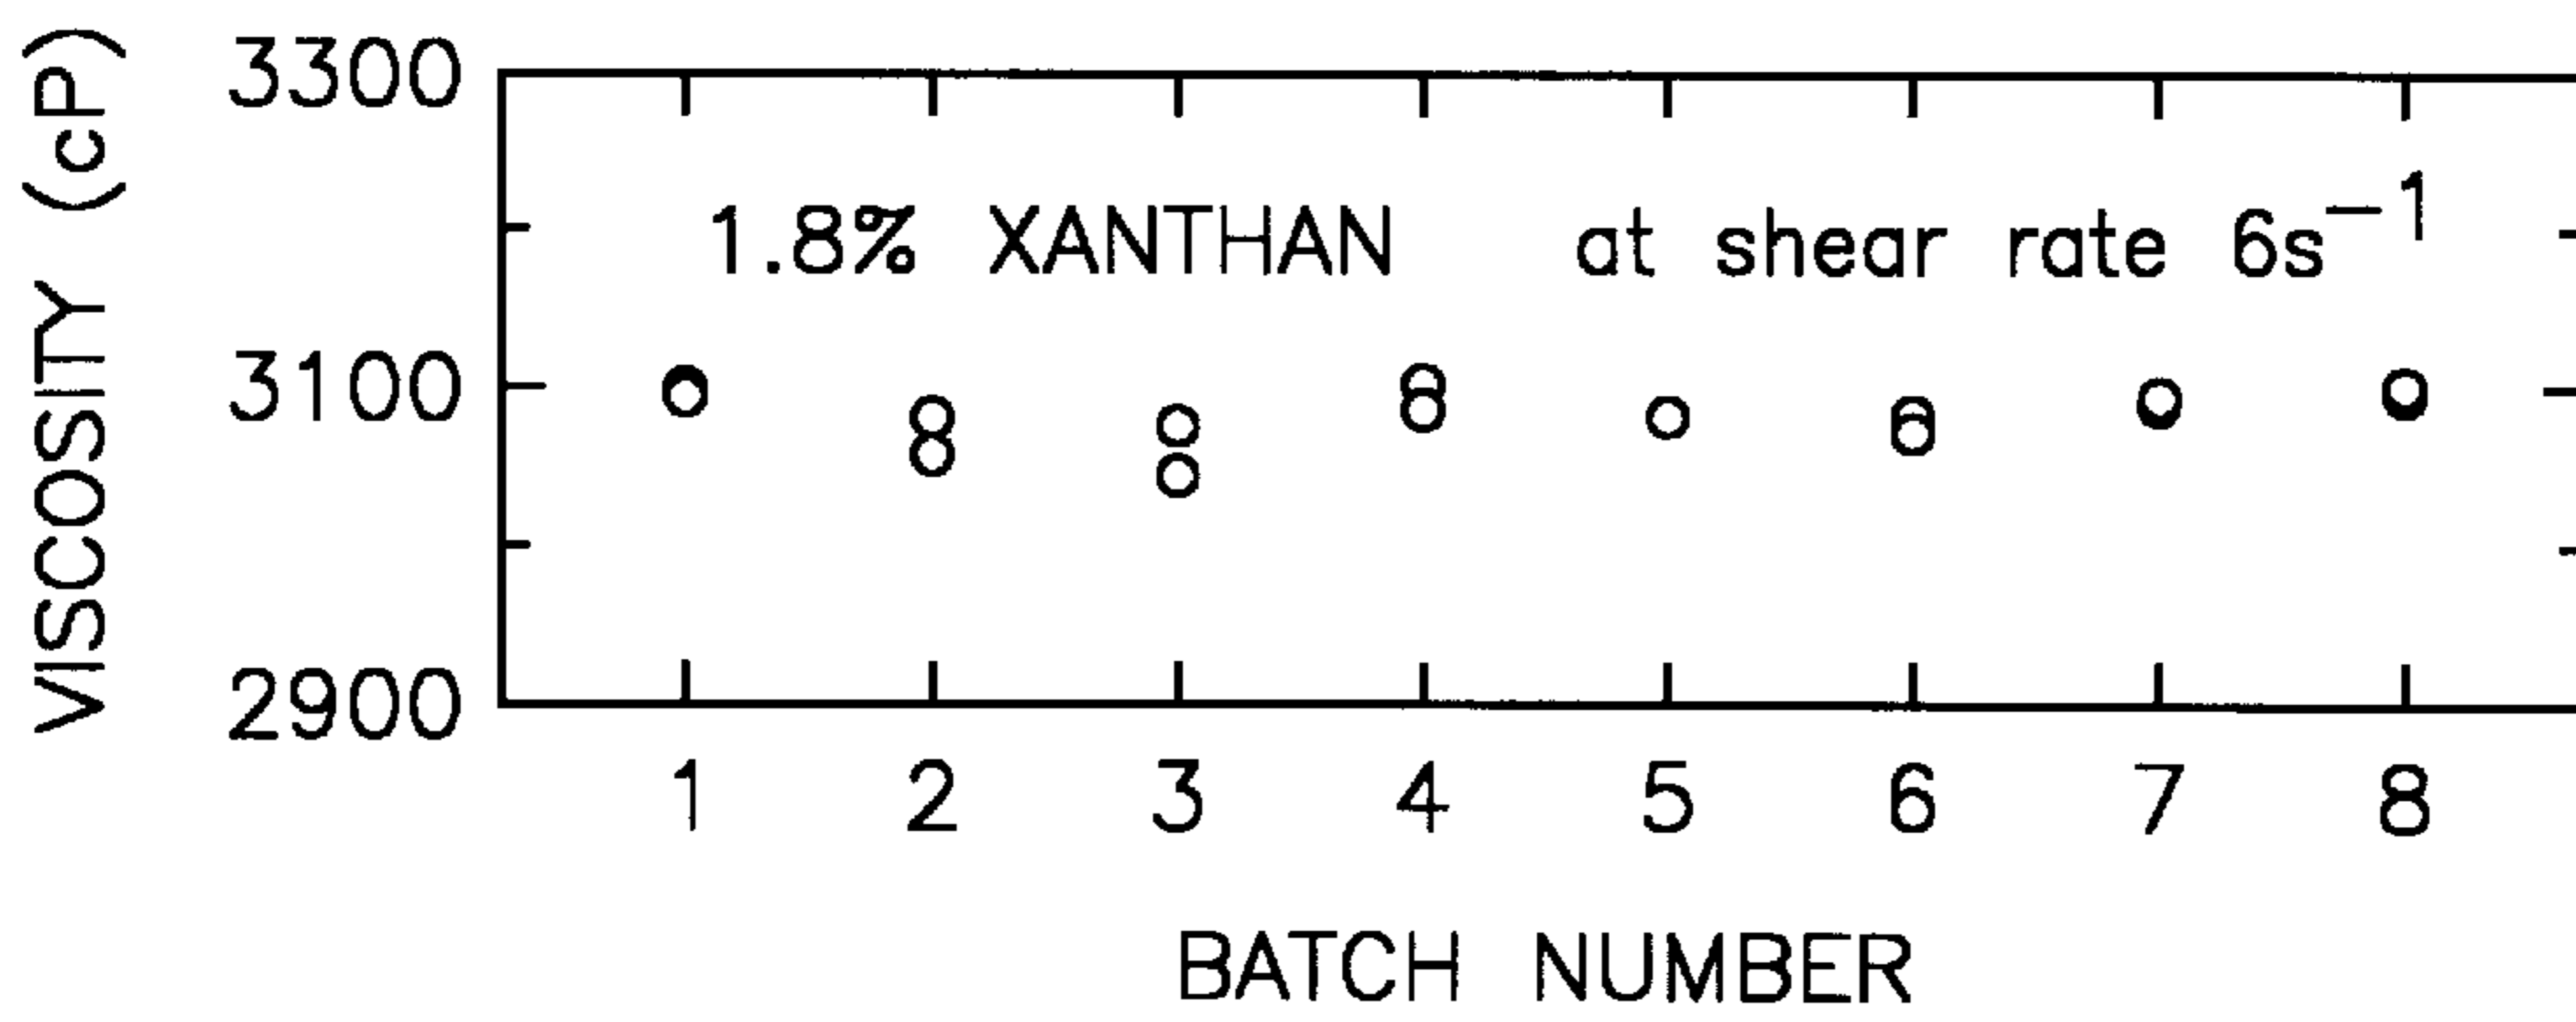 VISCOSITY (cP)
3300
3100
2900
1.8% XANTHAN at shear rate 6s⁻¹
1 2 3 4 5 6 7 8
BATCH NUMBER